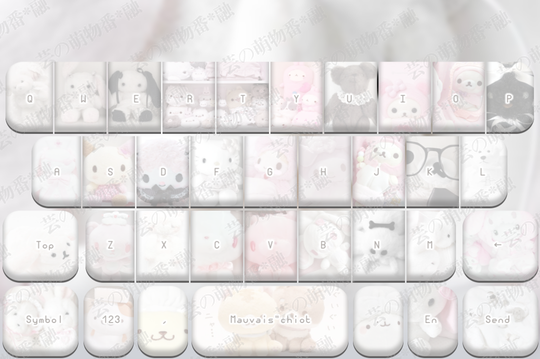 Q W E R T Y U I O P
A S D F G H J K L
Top Z X C V B N M ←
Symbol 123 Mauvais°chiot En Send